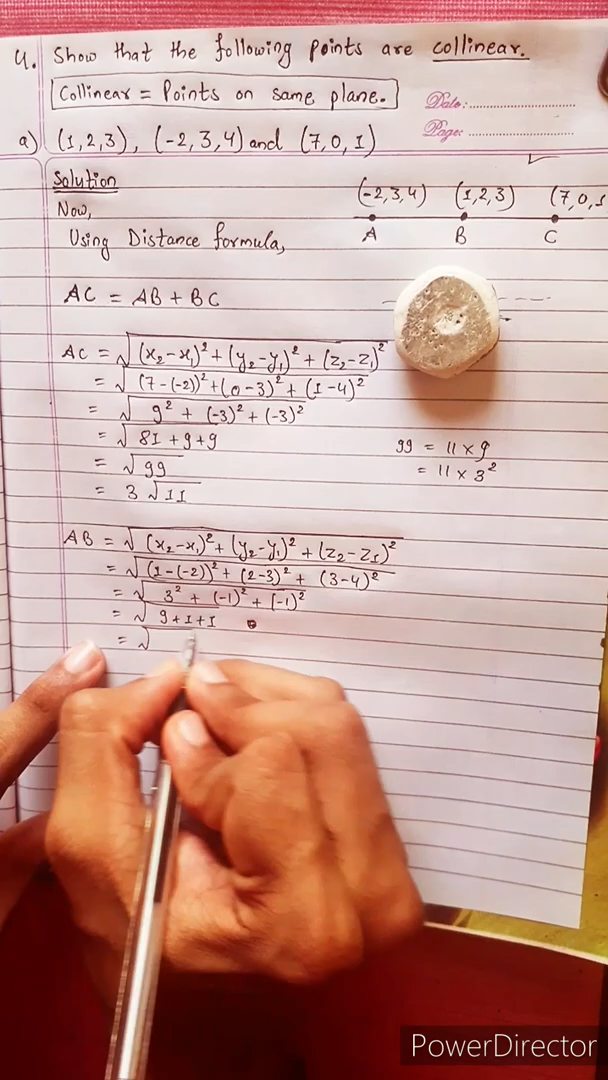 4. Show that the following points are collinear.
Collinear = Points on same plane.
Date:
Page:
a) (1,2,3), (-2,3,4) and (7,0,1)
Solution
(-2,3,4) (1,2,3) (7,0,1
A B C
Now,
Using Distance formula,
AC = AB + BC
AC = √(x₂-x₁)² + (y₂-y₁)² + (z₂-z₁)²
= √(7-(-2))² + (0-3)² + (1-4)²
= √9² + (-3)² + (-3)²
= √81 + 9 + 9
= √99
= 3√11
99 = 11 × 9
= 11 × 3²
AB = √(x₂-x₁)² + (y₂-y₁)² + (z₂-z₁)²
= √(1-(-2))² + (2-3)² + (3-4)²
= √3² + (-1)² + (-1)²
= √9+1+1
= √
PowerDirector